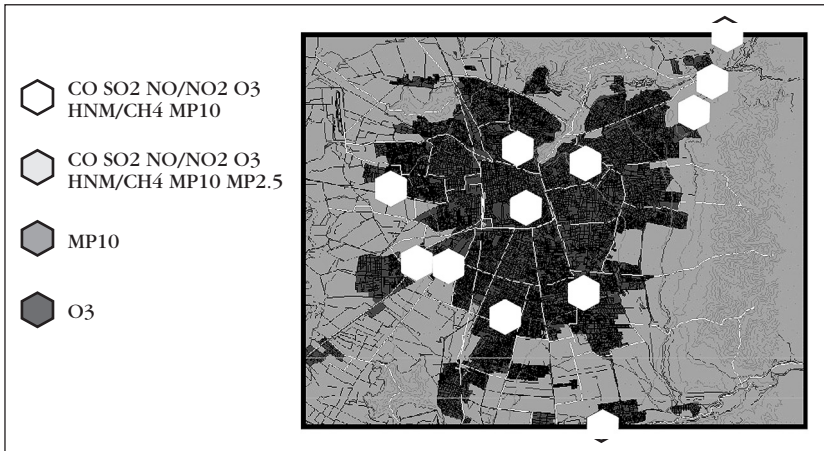 CO SO2 NO/NO2 O3
HNM/CH4 MP10
CO SO2 NO/NO2 O3
HNM/CH4 MP10 MP2.5
MP10
O3